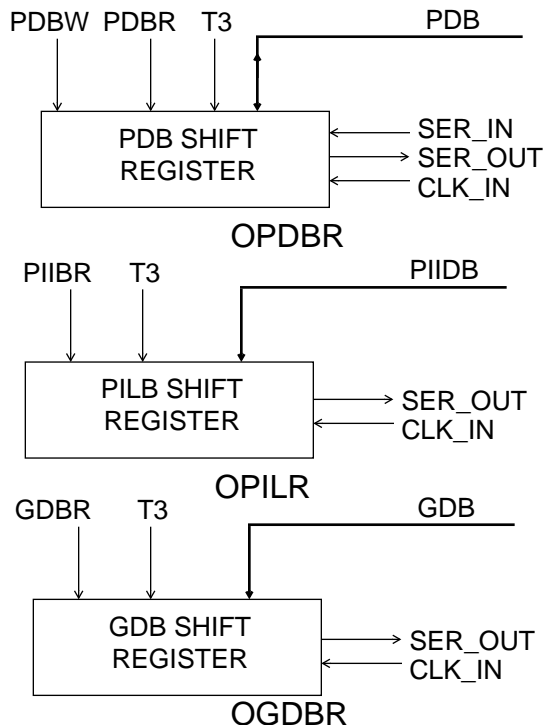 PDBW PDBR T3 PDB
PDB SHIFT
REGISTER
SER_IN
SER_OUT
CLK_IN
OPDBR
PIIBR T3 PIIDB
PILB SHIFT
REGISTER
SER_OUT
CLK_IN
OPILR
GDBR T3 GDB
GDB SHIFT
REGISTER
SER_OUT
CLK_IN
OGDBR